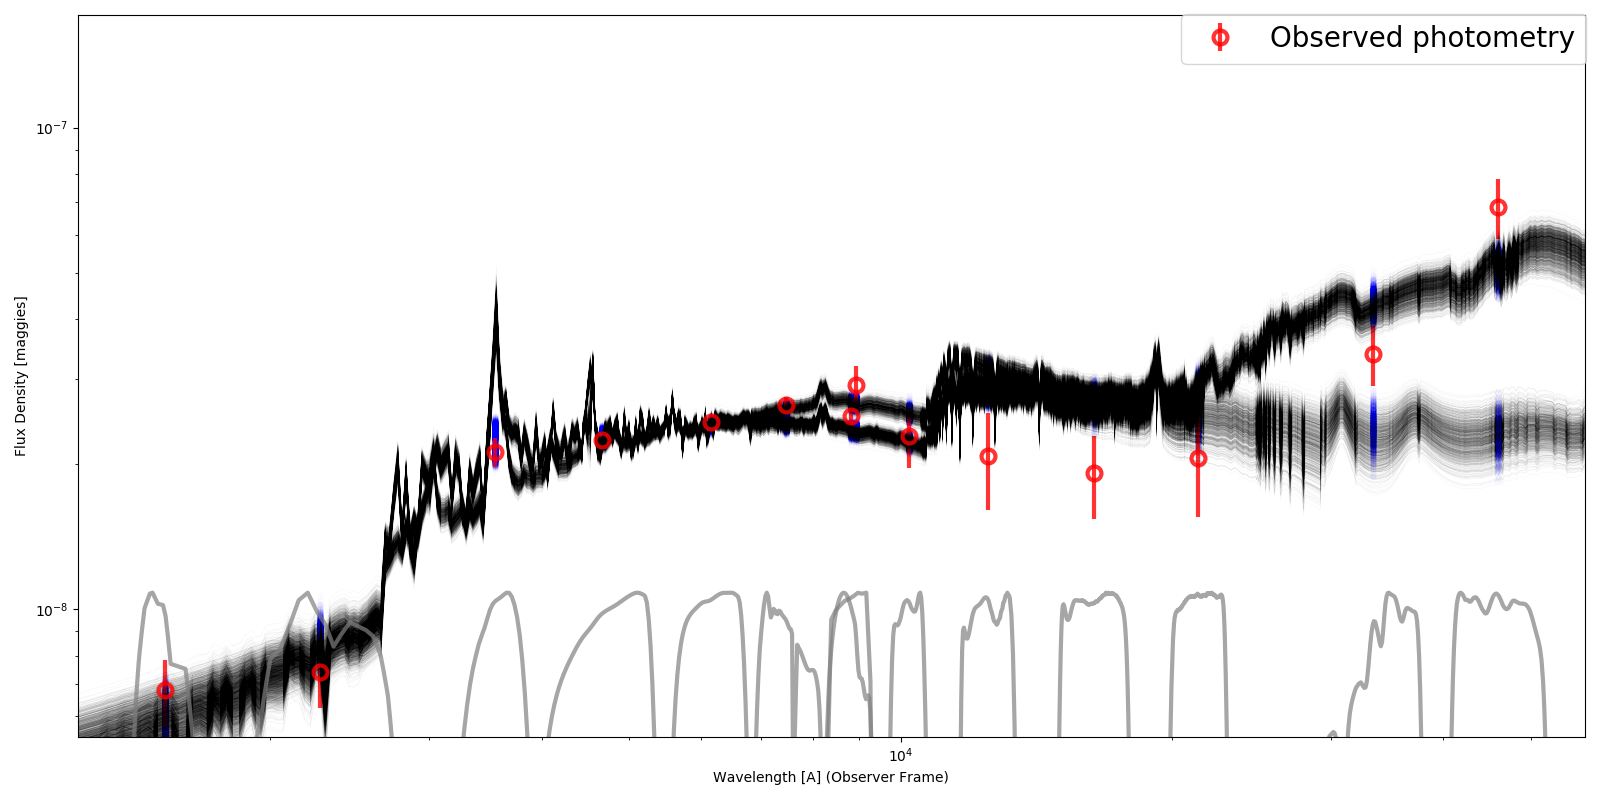 Observed photometry
10⁻⁷
Flux Density [maggies]
10⁻⁸
10⁴
Wavelength [A] (Observer Frame)